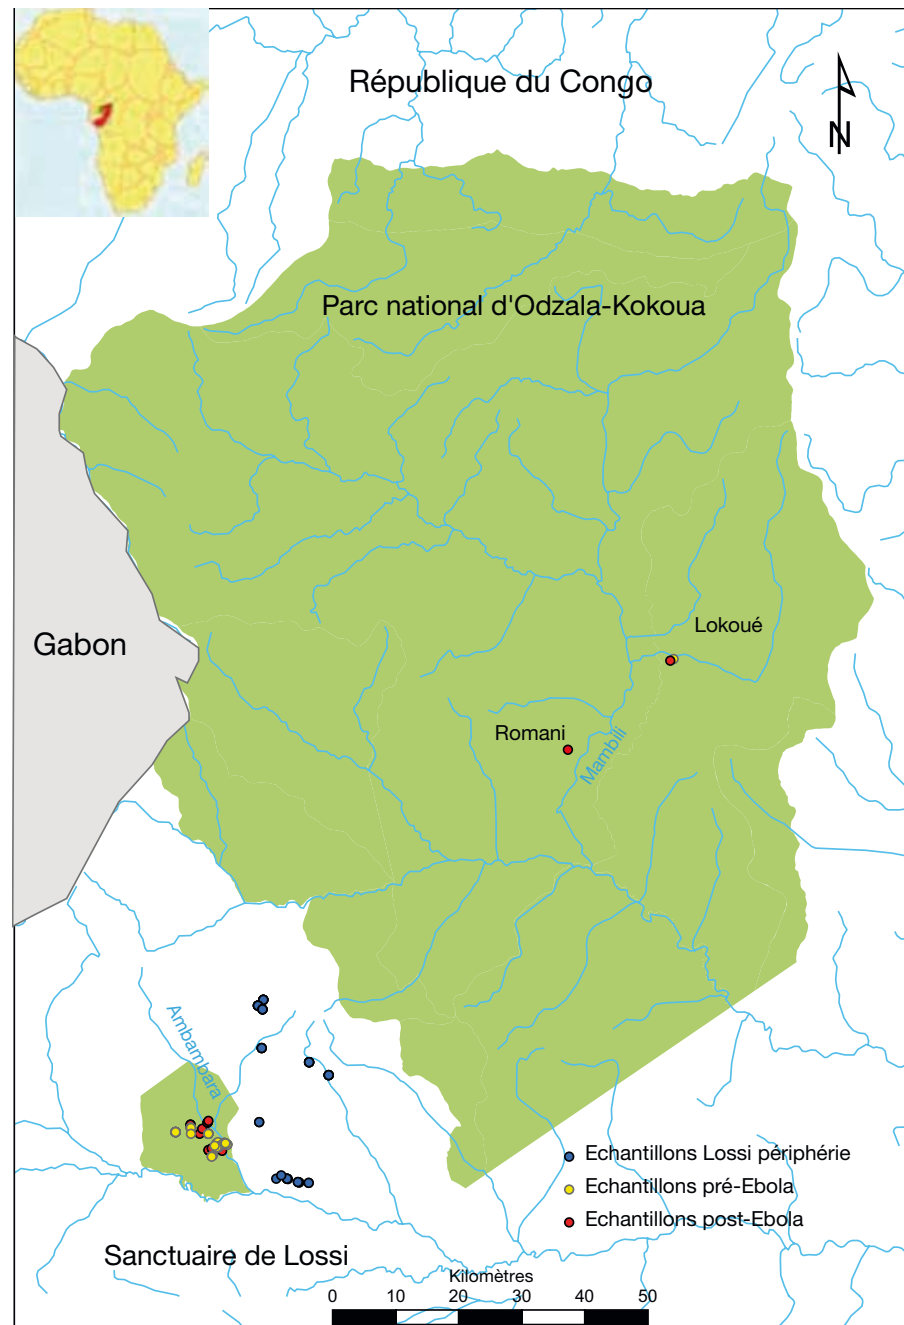 République du Congo
N
Parc national d'Odzala-Kokoua
Gabon
Lokoué
Romani
Mambili
Ambambara
Echantillons Lossi périphérie
Echantillons pré-Ebola
Echantillons post-Ebola
Sanctuaire de Lossi
Kilomètres
0 10 20 30 40 50